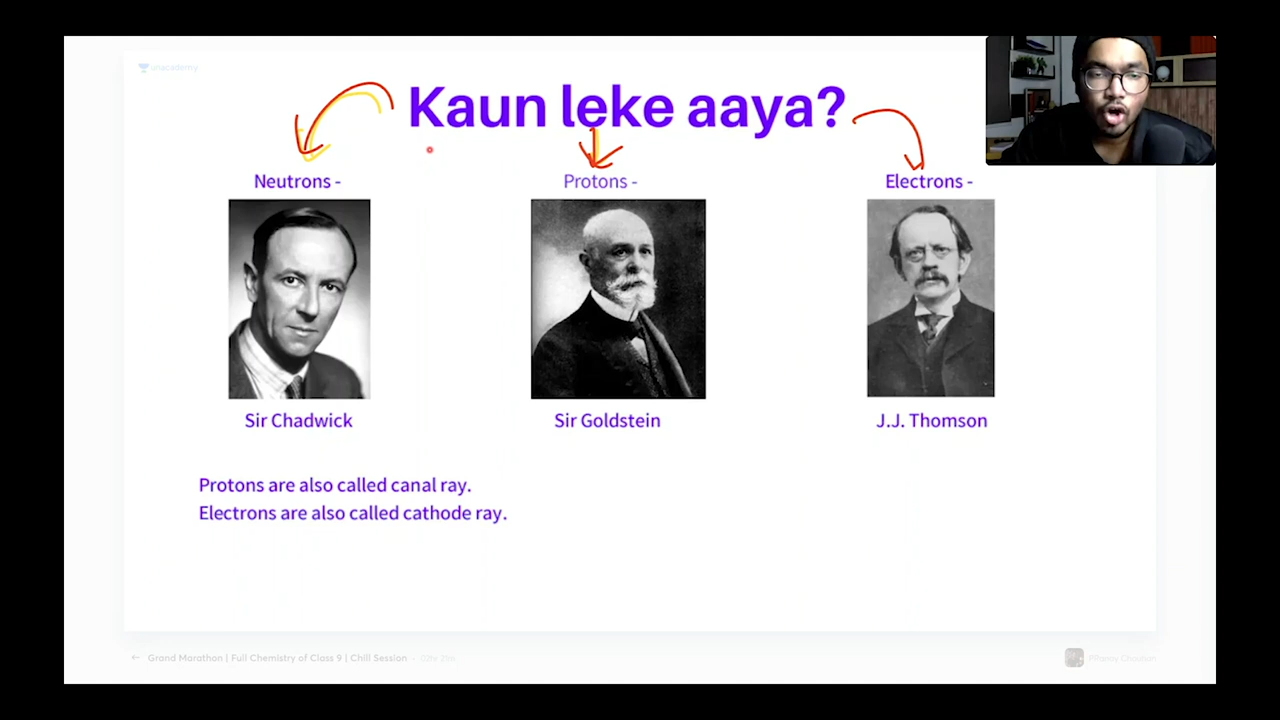 unacademy
Kaun leke aaya?
Neutrons -
Protons -
Electrons -
Sir Chadwick
Sir Goldstein
J.J. Thomson
Protons are also called canal ray.
Electrons are also called cathode ray.
Grand Marathon | Full Chemistry of Class 9 | Chill Session